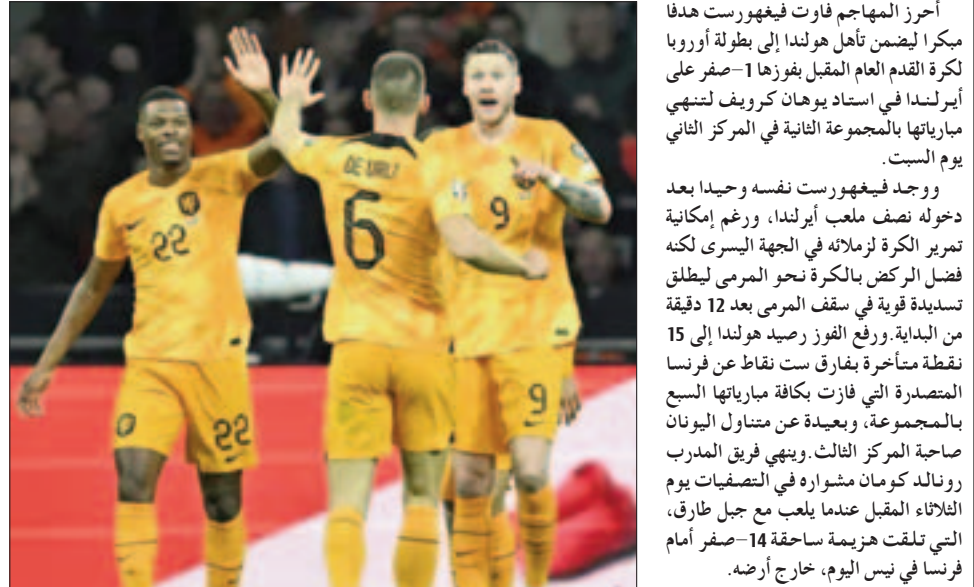 أحرز المهاجم فاوت فيغهورست هدفا
مبكرا ليضمن تأهل هولندا إلى بطولة أوروبا
لكرة القدم العام المقبل بفوزها 1–صفر على
أيرلندا في استاد يوهان كرويف لتنهي
مبارياتها بالمجموعة الثانية في المركز الثاني
يوم السبت.
ووجد فيغهورست نفسه وحيدا بعد
دخوله نصف ملعب أيرلندا، ورغم إمكانية
تمرير الكرة لزملائه في الجهة اليسرى لكنه
فضل الركض بالكرة نحو المرمى ليطلق
تسديدة قوية في سقف المرمى بعد 12 دقيقة
من البداية.ورفع الفوز رصيد هولندا إلى 15
نقطة متأخرة بفارق ست نقاط عن فرنسا
المتصدرة التي فازت بكافة مبارياتها السبع
بالمجموعة، وبعيدة عن متناول اليونان
صاحبة المركز الثالث.وينهي فريق المدرب
رونالد كومان مشواره في التصفيات يوم
الثلاثاء المقبل عندما يلعب مع جبل طارق،
التي تلقت هزيمة ساحقة 14–صفر أمام
فرنسا في نيس اليوم، خارج أرضه.
DE VRIJ
6
22
9
22
9